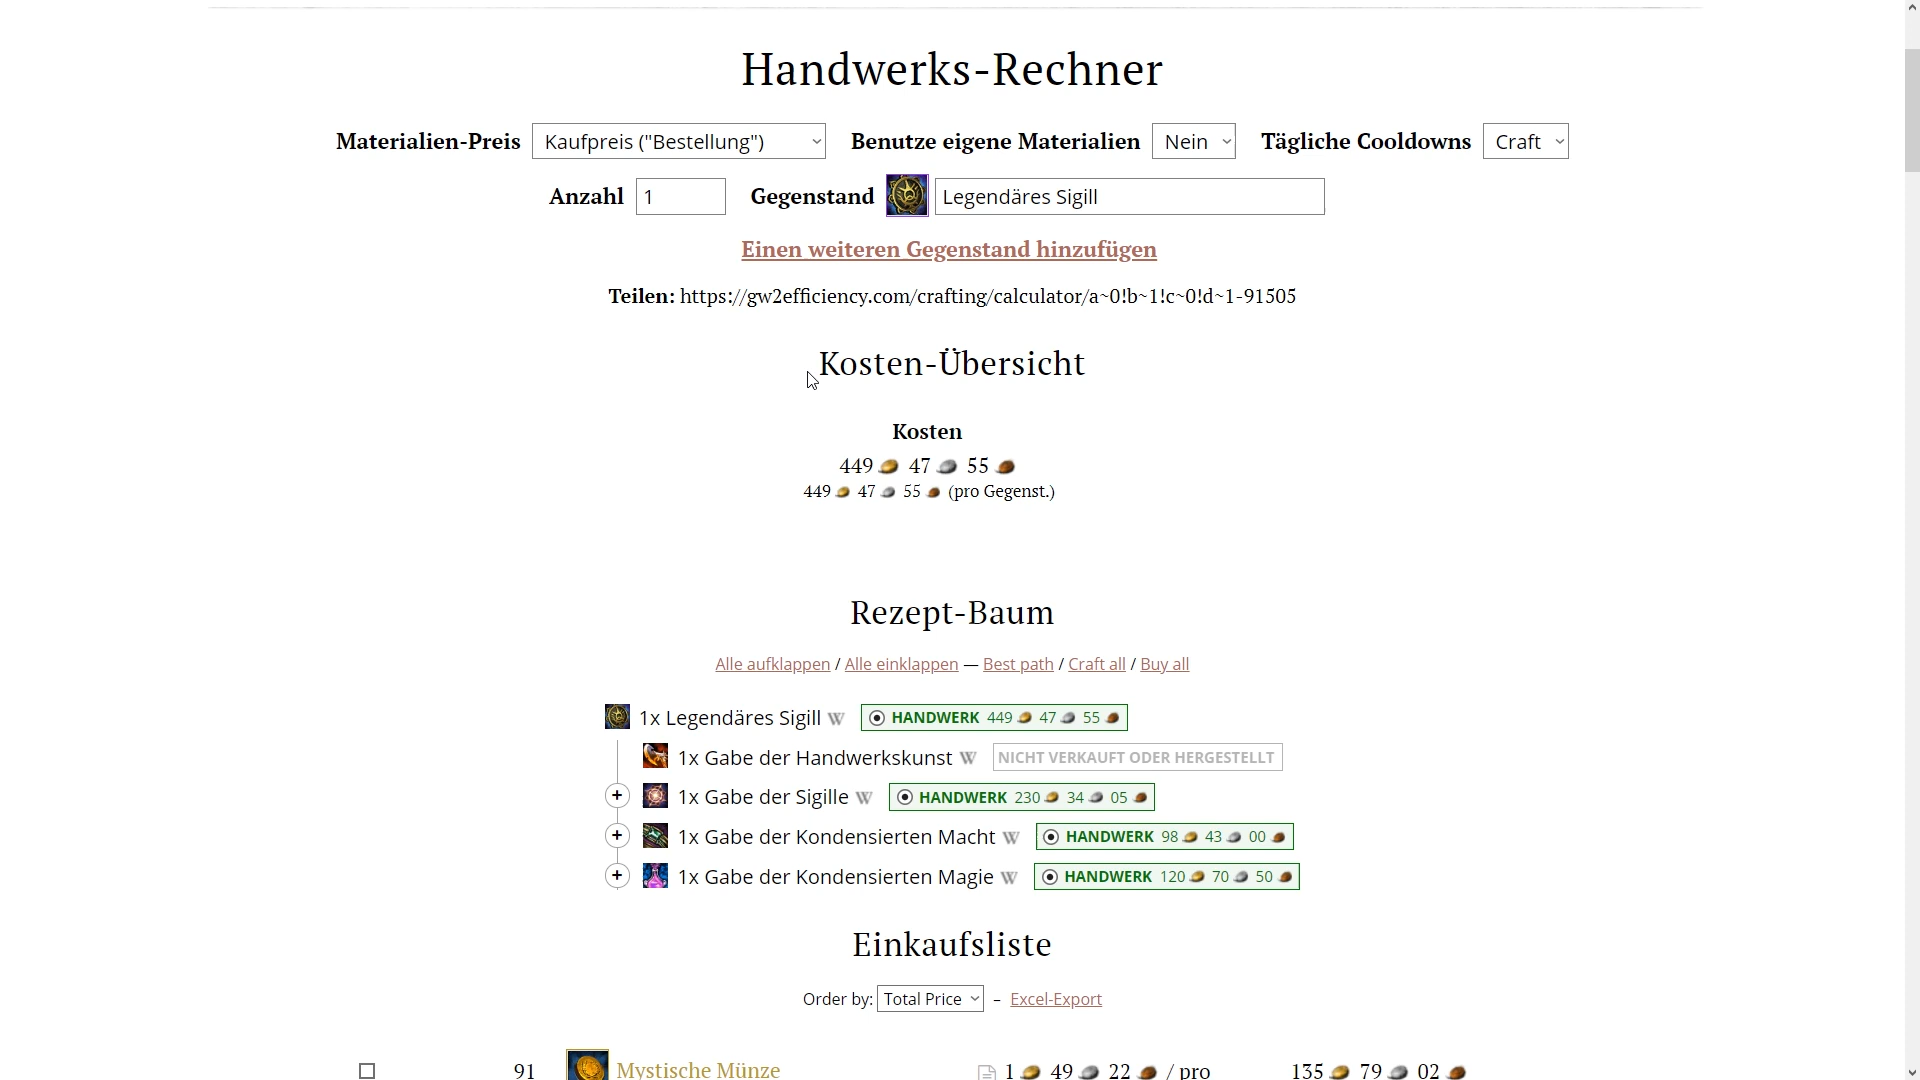 Handwerks-Rechner
Materialien-Preis Kaufpreis ("Bestellung") Benutze eigene Materialien Nein Tägliche Cooldowns Craft
Anzahl 1 Gegenstand Legendäres Sigill
Einen weiteren Gegenstand hinzufügen
Teilen: https://gw2efficiency.com/crafting/calculator/a~0!b~1!c~0!d~1-91505
Kosten-Übersicht
Kosten
449 47 55
449 47 55 (pro Gegenst.)
Rezept-Baum
Alle aufklappen / Alle einklappen — Best path / Craft all / Buy all
1x Legendäres Sigill W HANDWERK 449 47 55
1x Gabe der Handwerkskunst W NICHT VERKAUFT ODER HERGESTELLT
+ 1x Gabe der Sigille W HANDWERK 230 34 05
+ 1x Gabe der Kondensierten Macht W HANDWERK 98 43 00
+ 1x Gabe der Kondensierten Magie W HANDWERK 120 70 50
Einkaufsliste
Order by: Total Price – Excel-Export
91 Mystische Münze 1 49 22 / pro 135 79 02